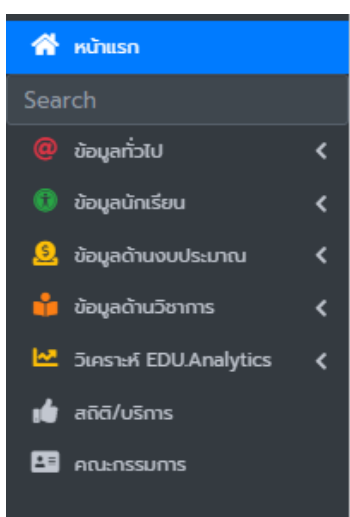 หน้าแรก
Search
ข้อมูลทั่วไป
ข้อมูลนักเรียน
ข้อมูลด้านงบประมาณ
ข้อมูลด้านวิชาการ
วิเคราะห์ EDU.Analytics
สถิติ/บริการ
คณะกรรมการ